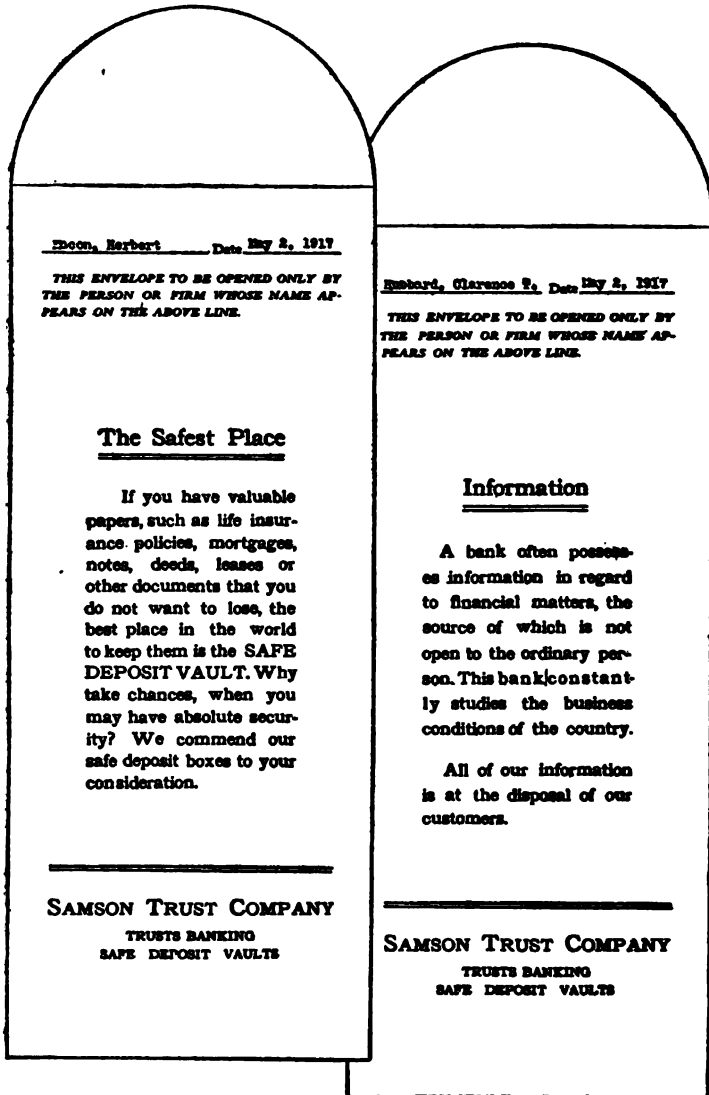 Herbert Date May 2, 1917
THIS ENVELOPE TO BE OPENED ONLY BY
THE PERSON OR FIRM WHOSE NAME AP-
PEARS ON THE ABOVE LINE.
The Safest Place
If you have valuable
papers, such as life insur-
ance policies, mortgages,
notes, deeds, leases or
other documents that you
do not want to lose, the
best place in the world
to keep them is the SAFE
DEPOSIT VAULT. Why
take chances, when you
may have absolute secur-
ity? We commend our
safe deposit boxes to your
consideration.
SAMSON TRUST COMPANY
TRUSTS BANKING
SAFE DEPOSIT VAULTS
Hubbard, Clarence T. Date May 2, 1917
THIS ENVELOPE TO BE OPENED ONLY BY
THE PERSON OR FIRM WHOSE NAME AP-
PEARS ON THE ABOVE LINE.
Information
A bank often possess-
es information in regard
to financial matters, the
source of which is not
open to the ordinary per-
son. This bank constant-
ly studies the business
conditions of the country.
All of our information
is at the disposal of our
customers.
SAMSON TRUST COMPANY
TRUSTS BANKING
SAFE DEPOSIT VAULTS